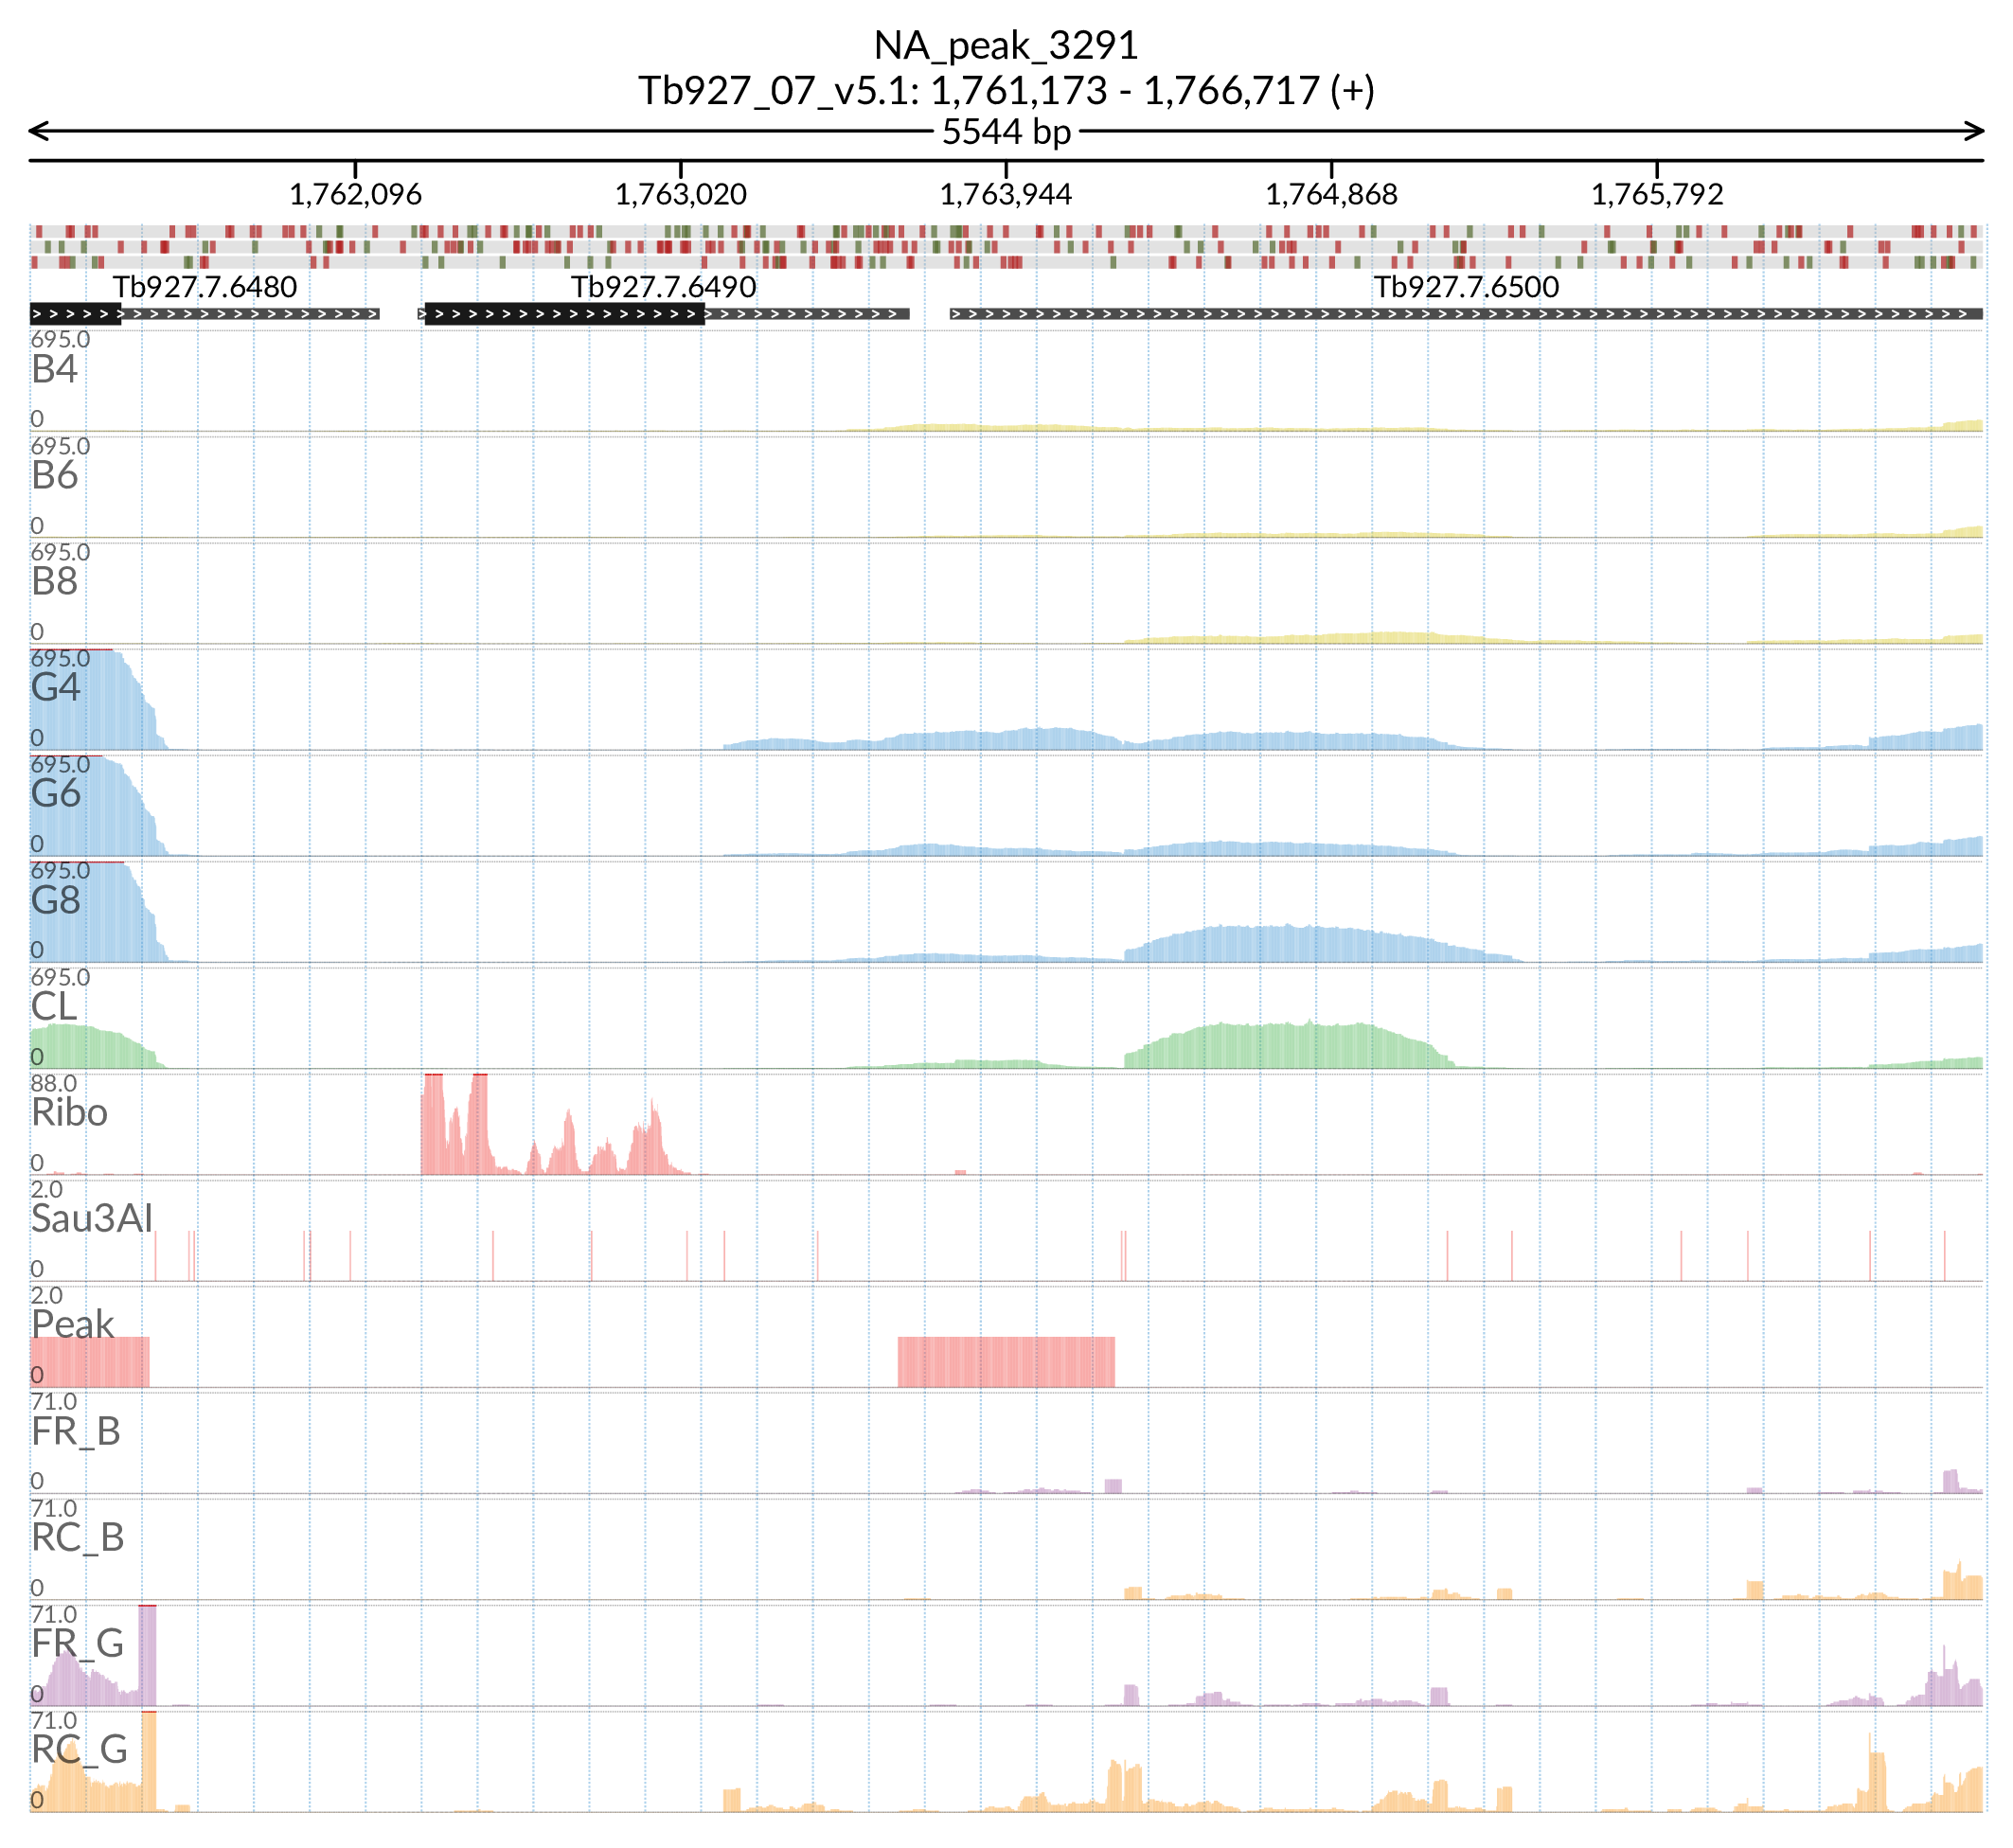 NA_peak_3291
Tb927_07_v5.1: 1,761,173 - 1,766,717 (+)
5544 bp
1,762,096 1,763,020 1,763,944 1,764,868 1,765,792
Tb927.7.6480 Tb927.7.6490 Tb927.7.6500
695.0
B4
0
695.0
B6
0
695.0
B8
0
695.0
G4
0
695.0
G6
0
695.0
G8
0
695.0
CL
0
88.0
Ribo
0
2.0
Sau3AI
0
2.0
Peak
0
71.0
FR_B
0
71.0
RC_B
0
71.0
FR_G
0
71.0
RC_G
0